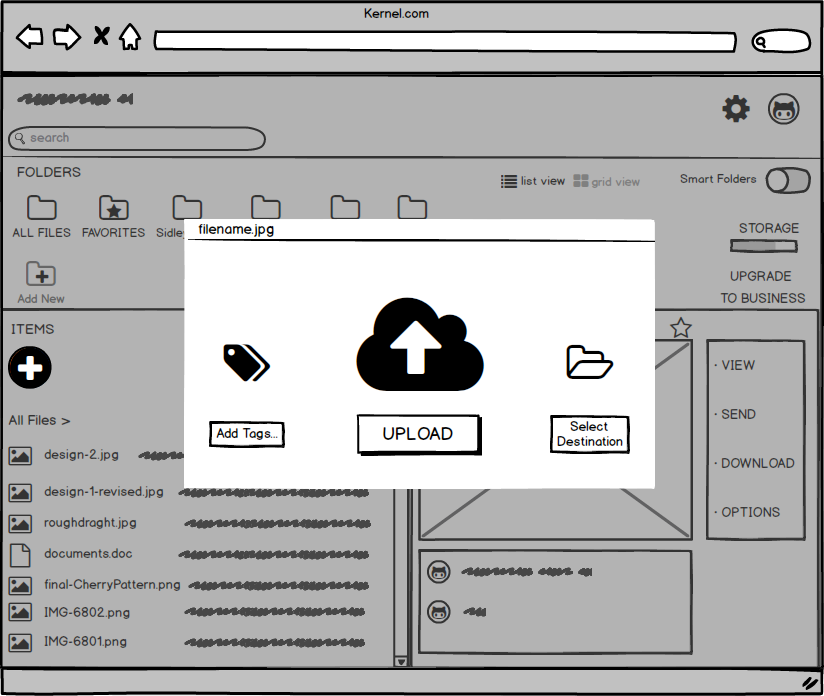 Kernel.com
search
FOLDERS
list view
grid view
Smart Folders
ALL FILES
FAVORITES
STORAGE
Add New
UPGRADE
TO BUSINESS
filename.jpg
Add Tags...
UPLOAD
Select
Destination
ITEMS
All Files >
design-2.jpg
design-1-revised.jpg
roughdraght.jpg
documents.doc
final-CherryPattern.png
IMG-6802.png
IMG-6801.png
· VIEW
· SEND
· DOWNLOAD
· OPTIONS